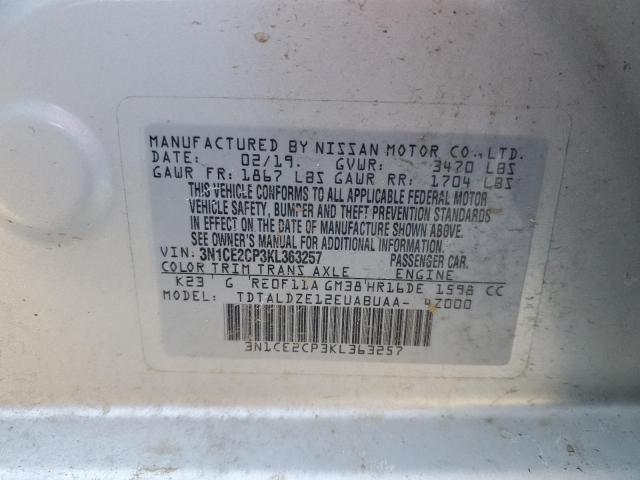 MANUFACTURED BY NISSAN MOTOR CO., LTD.
DATE: 02/19. GVWR: 3470 LBS
GAWR FR: 1867 LBS GAWR RR: 1704 LBS
THIS VEHICLE CONFORMS TO ALL APPLICABLE FEDERAL MOTOR
VEHICLE SAFETY, BUMPER AND THEFT PREVENTION STANDARDS
IN EFFECT ON THE DATE OF MANUFACTURE SHOWN ABOVE.
SEE OWNER'S MANUAL FOR ADDITIONAL INFORMATION.
VIN: 3N1CE2CP3KL363257 PASSENGER CAR.
COLOR TRIM TRANS AXLE ENGINE
K23 G RE0F11A GM38 HR16DE 1598 CC
MODEL: TDTALDZE12EUABUAA- 4Z000
3N1CE2CP3KL363257